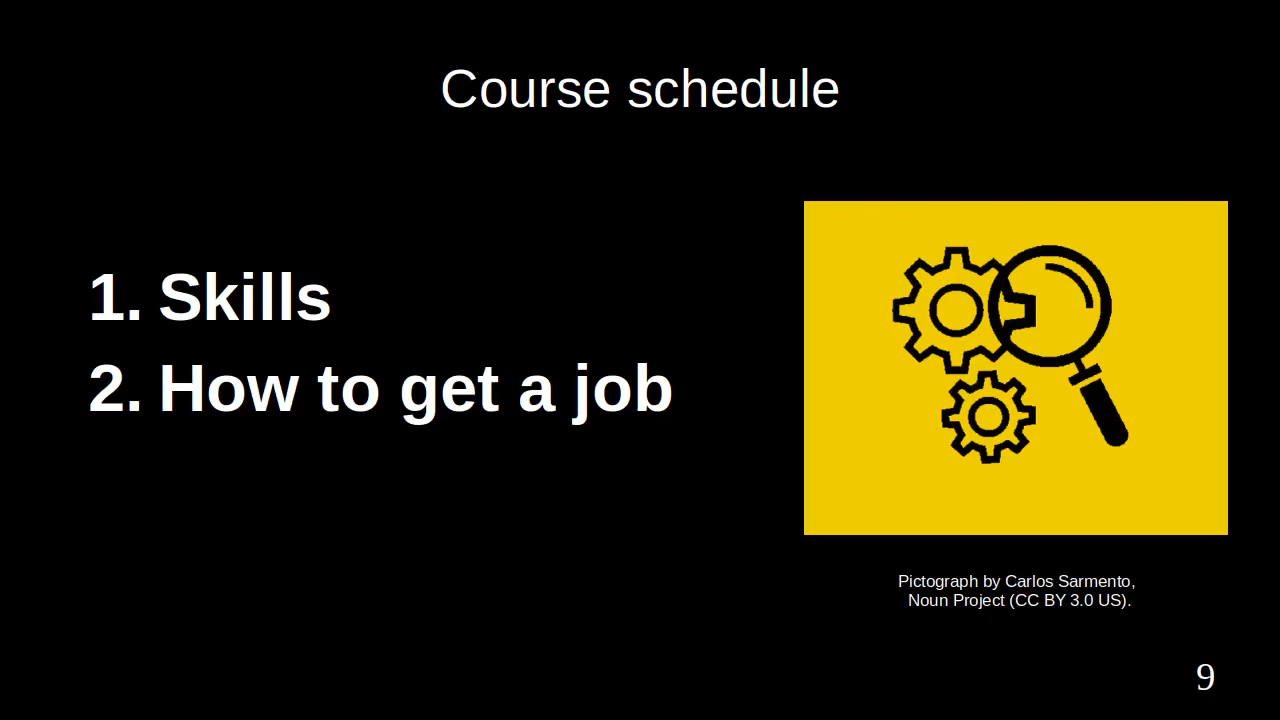 Course schedule
1. Skills
2. How to get a job
Pictograph by Carlos Sarmento,
Noun Project (CC BY 3.0 US).
9